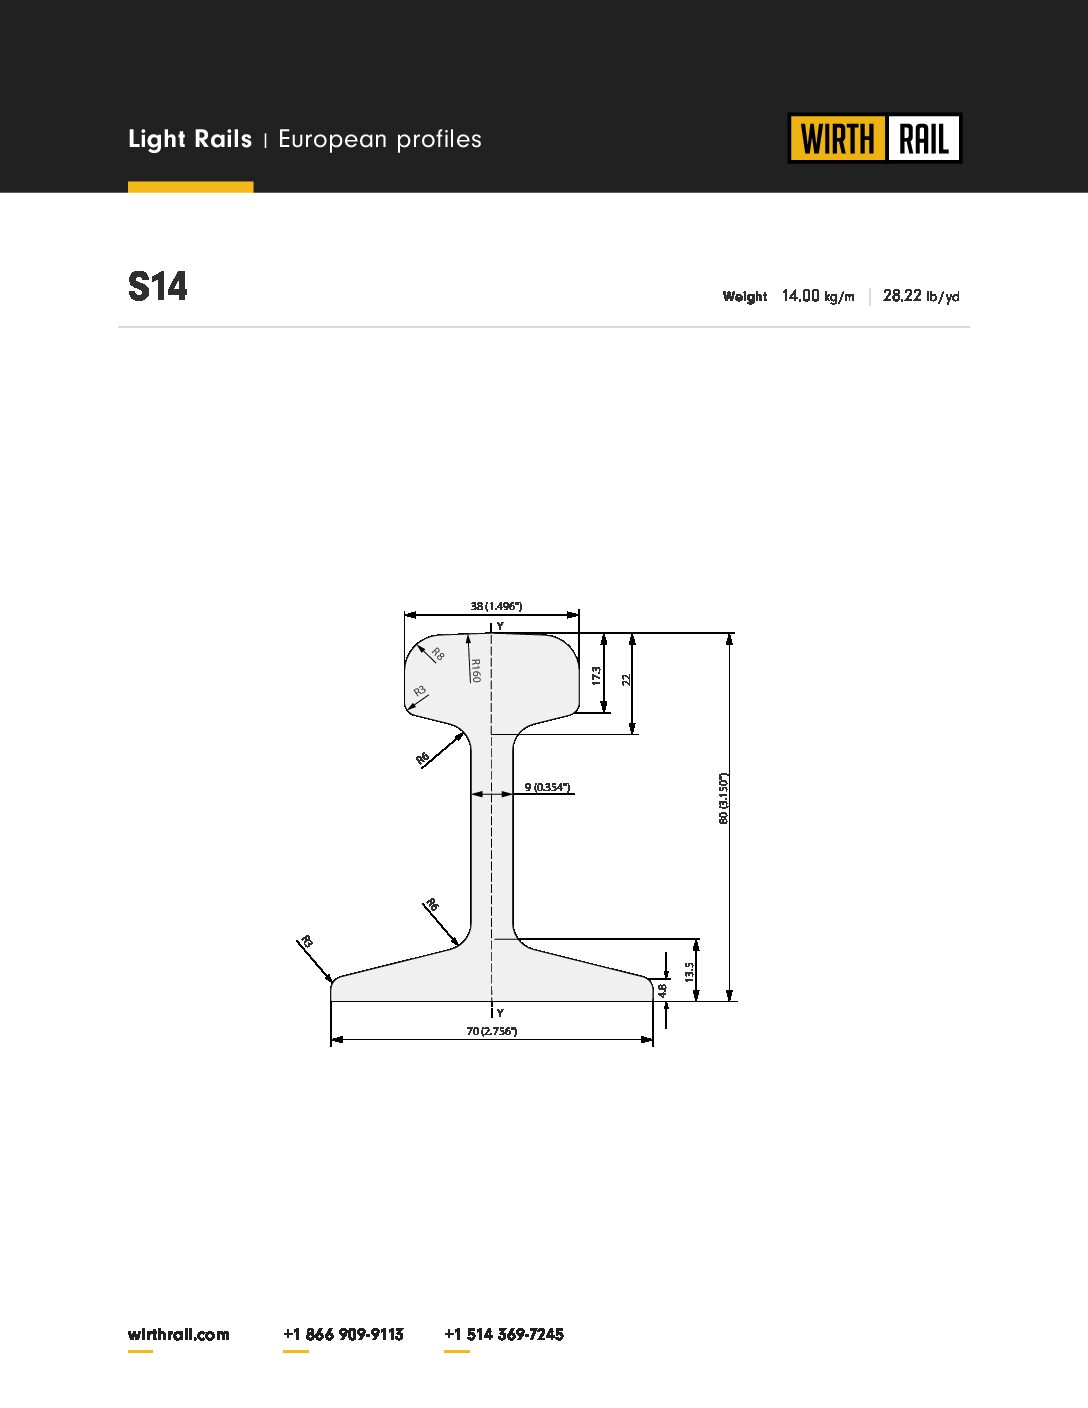 Light Rails | European profiles
WIRTH RAIL
S14
Weight 14.00 kg/m | 28.22 lb/yd
38 (1.496")
Y
R8
R160
R3
17.3
22
R6
9 (0.354")
80 (3.150")
R6
R3
13.5
4.8
Y
70 (2.756")
wirthrail.com +1 866 909-9113 +1 514 369-7245